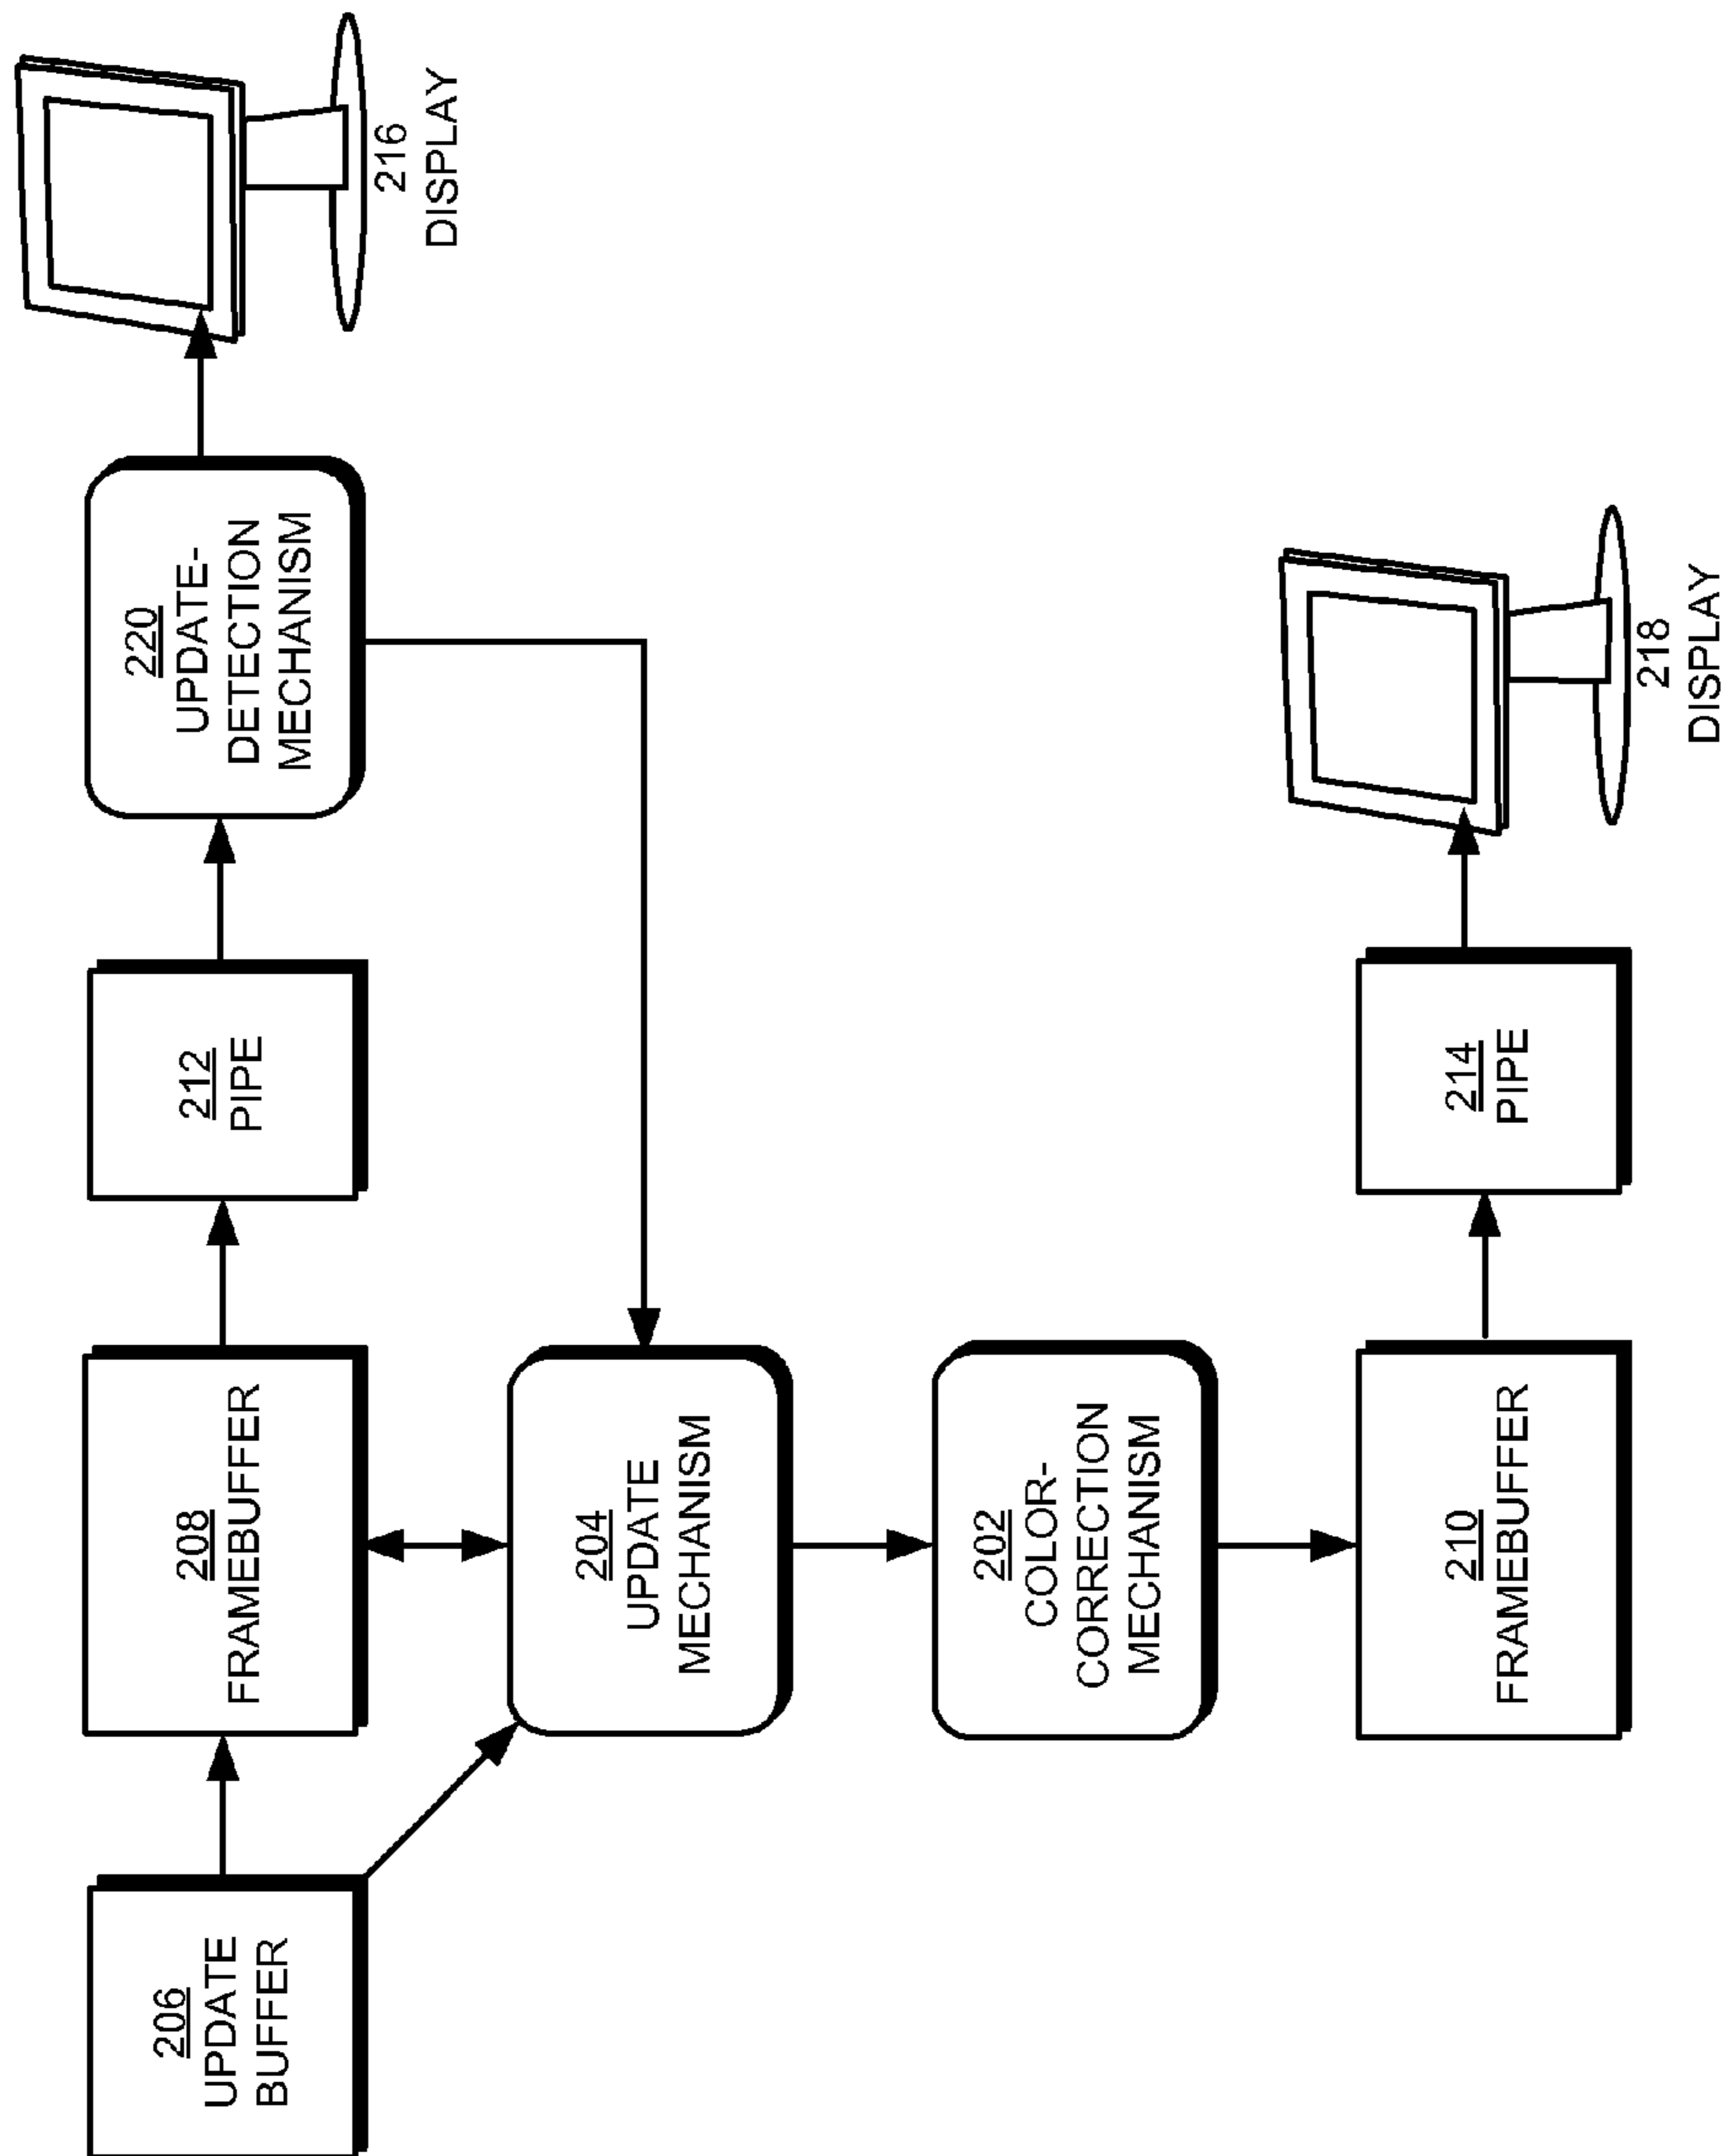 206
UPDATE
BUFFER
208
FRAMEBUFFER
212
PIPE
220
UPDATE-
DETECTION
MECHANISM
216
DISPLAY
204
UPDATE
MECHANISM
202
COLOR-
CORRECTION
MECHANISM
210
FRAMEBUFFER
214
PIPE
218
DISPLAY